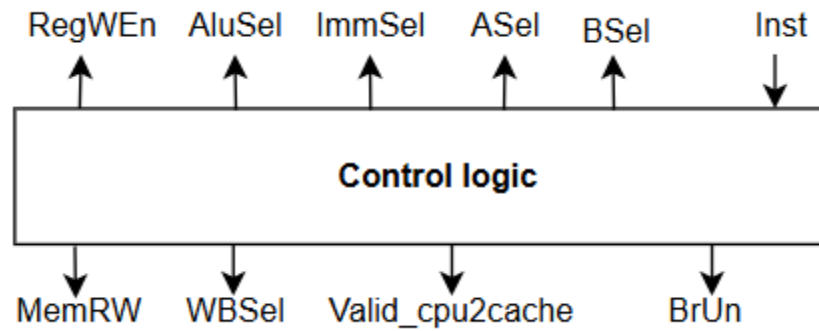 RegWEn AluSel ImmSel ASel BSel Inst
Control logic
MemRW WBSel Valid_cpu2cache BrUn